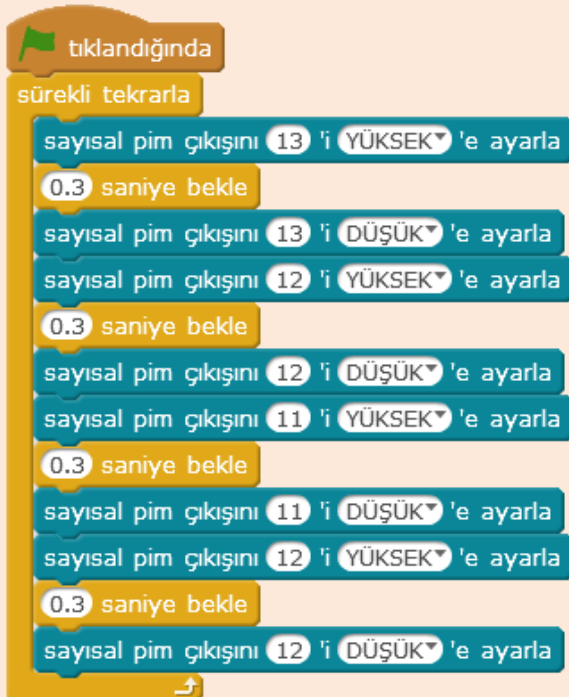 tıklandığında
sürekli tekrarla
sayısal pim çıkışını 13 'i YÜKSEK 'e ayarla
0.3 saniye bekle
sayısal pim çıkışını 13 'i DÜŞÜK 'e ayarla
sayısal pim çıkışını 12 'i YÜKSEK 'e ayarla
0.3 saniye bekle
sayısal pim çıkışını 12 'i DÜŞÜK 'e ayarla
sayısal pim çıkışını 11 'i YÜKSEK 'e ayarla
0.3 saniye bekle
sayısal pim çıkışını 11 'i DÜŞÜK 'e ayarla
sayısal pim çıkışını 12 'i YÜKSEK 'e ayarla
0.3 saniye bekle
sayısal pim çıkışını 12 'i DÜŞÜK 'e ayarla